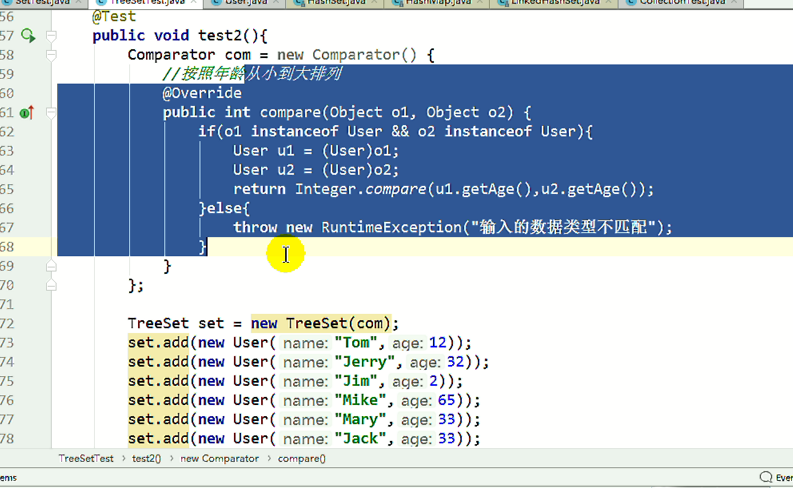 SetTest.java TreeSetTest.java User.java HashSet.java HashMap.java LinkedHashSet.java CollectionTest.java
56 @Test
57 public void test2(){
58 Comparator com = new Comparator() {
59 //按照年龄从小到大排列
60 @Override
61 public int compare(Object o1, Object o2) {
62 if(o1 instanceof User && o2 instanceof User){
63 User u1 = (User)o1;
64 User u2 = (User)o2;
65 return Integer.compare(u1.getAge(),u2.getAge());
66 }else{
67 throw new RuntimeException("输入的数据类型不匹配");
68 }
69 }
70 };
71
72 TreeSet set = new TreeSet(com);
73 set.add(new User( name: "Tom", age: 12));
74 set.add(new User( name: "Jerry", age: 32));
75 set.add(new User( name: "Jim", age: 2));
76 set.add(new User( name: "Mike", age: 65));
77 set.add(new User( name: "Mary", age: 33));
78 set.add(new User( name: "Jack", age: 33));
TreeSetTest > test2() > new Comparator > compare()